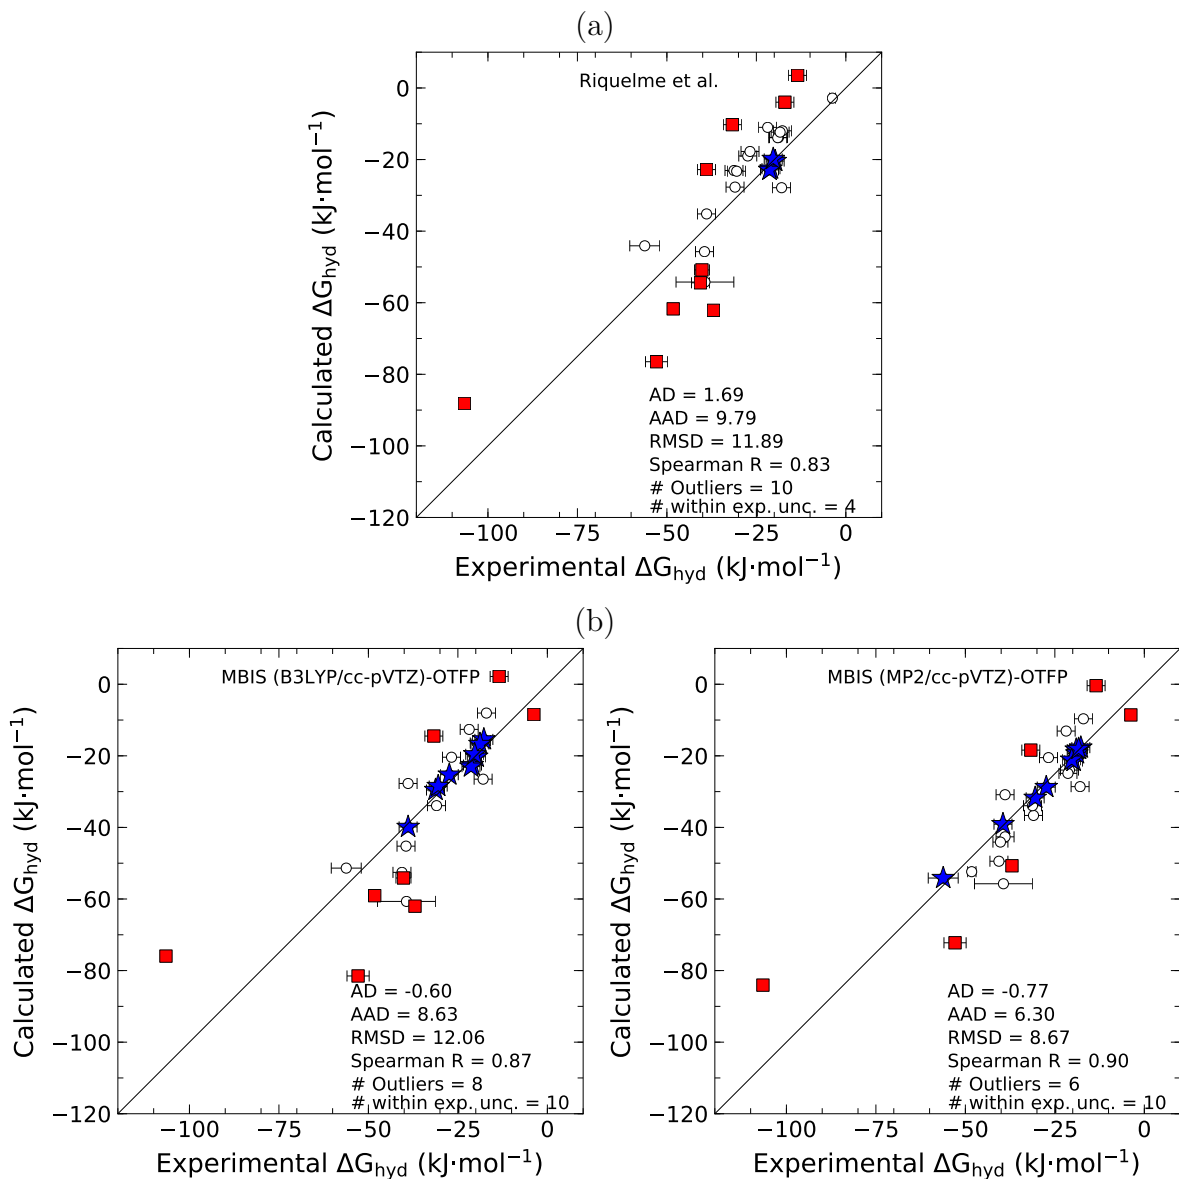 (a)
Riquelme et al.
Calculated ΔG_hyd (kJ·mol⁻¹)
0
−20
−40
−60
−80
−100
−120
AD = 1.69
AAD = 9.79
RMSD = 11.89
Spearman R = 0.83
# Outliers = 10
# within exp. unc. = 4
−100 −75 −50 −25 0
Experimental ΔG_hyd (kJ·mol⁻¹)
(b)
MBIS (B3LYP/cc-pVTZ)-OTFP
Calculated ΔG_hyd (kJ·mol⁻¹)
0
−20
−40
−60
−80
−100
−120
AD = -0.60
AAD = 8.63
RMSD = 12.06
Spearman R = 0.87
# Outliers = 8
# within exp. unc. = 10
−100 −75 −50 −25 0
Experimental ΔG_hyd (kJ·mol⁻¹)
MBIS (MP2/cc-pVTZ)-OTFP
Calculated ΔG_hyd (kJ·mol⁻¹)
0
−20
−40
−60
−80
−100
−120
AD = -0.77
AAD = 6.30
RMSD = 8.67
Spearman R = 0.90
# Outliers = 6
# within exp. unc. = 10
−100 −75 −50 −25 0
Experimental ΔG_hyd (kJ·mol⁻¹)